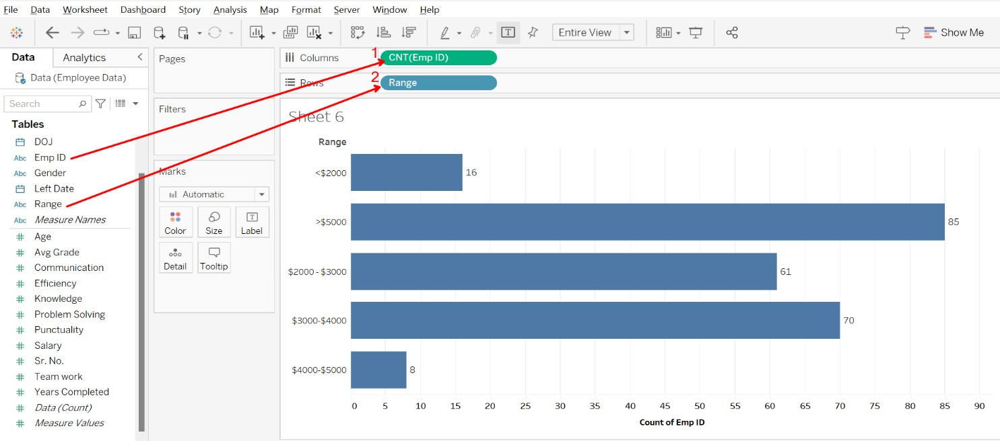 File Data Worksheet Dashboard Story Analysis Map Format Server Window Help
Entire View
Show Me
Data Analytics
Data (Employee Data)
Search
Tables
DOJ
Abc Emp ID
Abc Gender
Left Date
Abc Range
Abc Measure Names
Age
Avg Grade
Communication
Efficiency
Knowledge
Problem Solving
Punctuality
Salary
Sr. No.
Team work
Years Completed
Data (Count)
Measure Values
Pages
Filters
Marks
Automatic
Color Size Label
Detail Tooltip
Columns 1 CNT(Emp ID)
Rows 2 Range
Sheet 6
Range
<$2000 16
>$5000 85
$2000 - $3000 61
$3000-$4000 70
$4000-$5000 8
0 5 10 15 20 25 30 35 40 45 50 55 60 65 70 75 80 85 90
Count of Emp ID